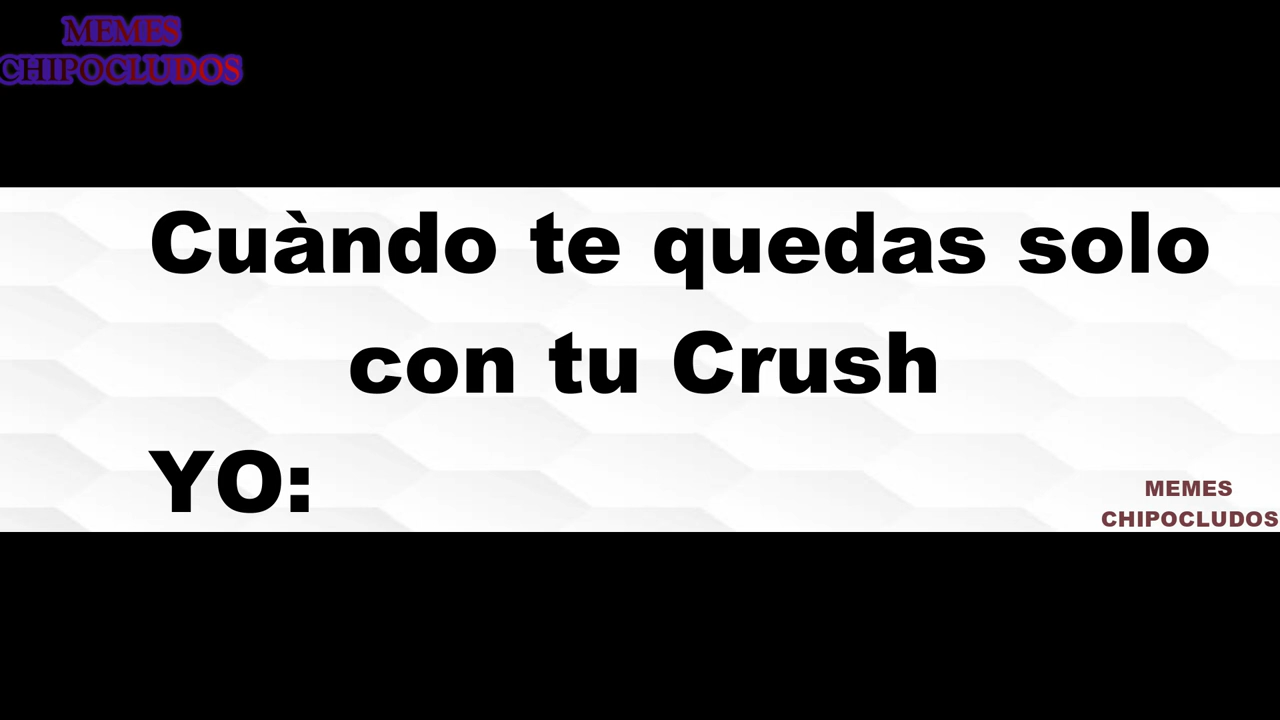 MEMES
CHIPOCLUDOS
Cuàndo te quedas solo
con tu Crush
YO:
MEMES
CHIPOCLUDOS